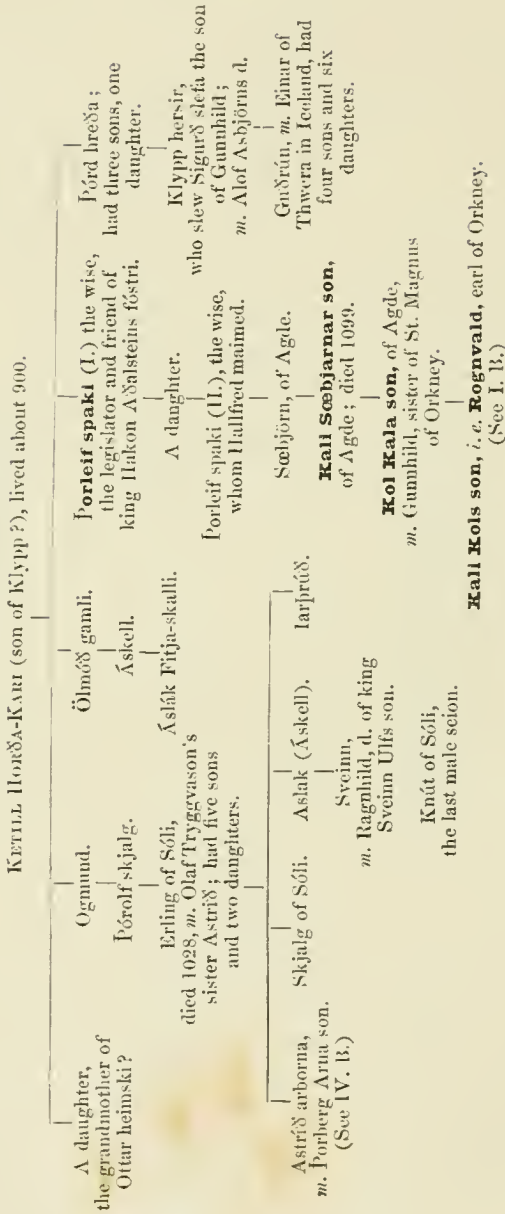 KETILL HORÐA-KARI (son of Klypp?), lived about 900.
A daughter,
the grandmother of
Ottar heimski?
Ogmund.
Þórolf skjalg.
Erling of Sóli,
died 1028, m. Olaf Tryggvason's
sister Astrið; had five sons
and two daughters.
Astríð arborna,
m. Þorberg Arna son.
(See IV. B.)
Skjalg of Sóli.
Aslak (Áskell).
Sveinn,
m. Ragnhild, d. of king
Sveinn Ulfs son.
Knút of Sóli,
the last male scion.
Iarþrúð.
Ölmóð gamli.
Áskell.
Áslák Fitja-skalli.
Þorleif spaki (I.) the wise,
the legislator and friend of
king Hakon Aðalsteins fóstri.
A daughter.
Þorleif spaki (II.), the wise,
whom Hallfred maimed.
Sœbjörn, of Agde.
Kali Sœbjarnar son,
of Agde; died 1099.
Kol Kala son, of Agde,
m. Gunnhild, sister of St. Magnus
of Orkney.
Kali Kols son, i. e. Rognvald, earl of Orkney.
(See I. B.)
Þórd hreða;
had three sons, one
daughter.
Klypp hersir,
who slew Sigurð slefa the son
of Gunnhild;
m. Alof Asbjörns d.
Guðrún, m. Einar of
Thwera in Iceland, had
four sons and six
daughters.